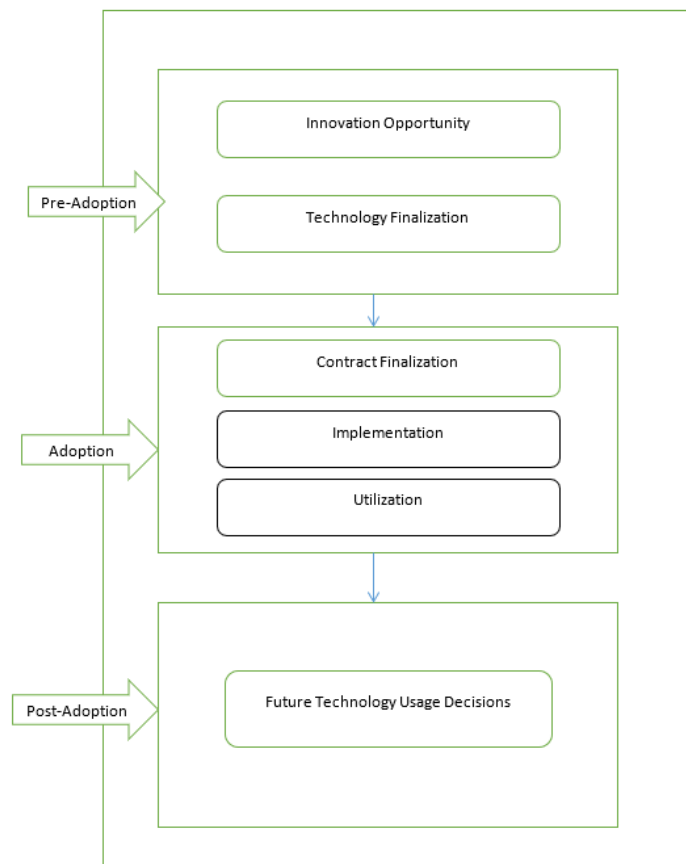 Innovation Opportunity
Pre-Adoption
Technology Finalization
Contract Finalization
Implementation
Adoption
Utilization
Future Technology Usage Decisions
Post-Adoption